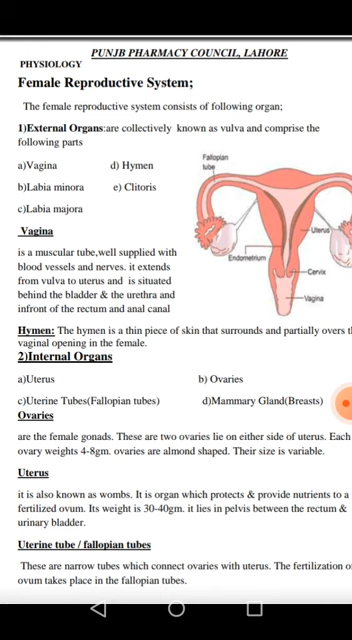 PUNJB PHARMACY COUNCIL, LAHORE
PHYSIOLOGY
Female Reproductive System;
The female reproductive system consists of following organ;
1)External Organs:are collectively known as vulva and comprise the
following parts
a)Vagina d) Hymen
b)Labia minora e) Clitoris
c)Labia majora
Fallopian
tube
Uterus
Endometrium
Cervix
Vagina
Vagina
is a muscular tube,well supplied with
blood vessels and nerves. it extends
from vulva to uterus and is situated
behind the bladder & the urethra and
infront of the rectum and anal canal
Hymen: The hymen is a thin piece of skin that surrounds and partially overs t
vaginal opening in the female.
2)Internal Organs
a)Uterus b) Ovaries
c)Uterine Tubes(Fallopian tubes) d)Mammary Gland(Breasts)
Ovaries
are the female gonads. These are two ovaries lie on either side of uterus. Each
ovary weights 4-8gm. ovaries are almond shaped. Their size is variable.
Uterus
it is also known as wombs. It is organ which protects & provide nutrients to a
fertilized ovum. Its weight is 30-40gm. it lies in pelvis between the rectum &
urinary bladder.
Uterine tube / fallopian tubes
These are narrow tubes which connect ovaries with uterus. The fertilization o
ovum takes place in the fallopian tubes.